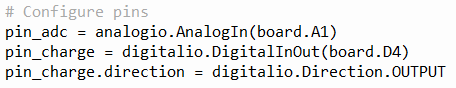 # Configure pins
pin_adc = analogio.AnalogIn(board.A1)
pin_charge = digitalio.DigitalInOut(board.D4)
pin_charge.direction = digitalio.Direction.OUTPUT